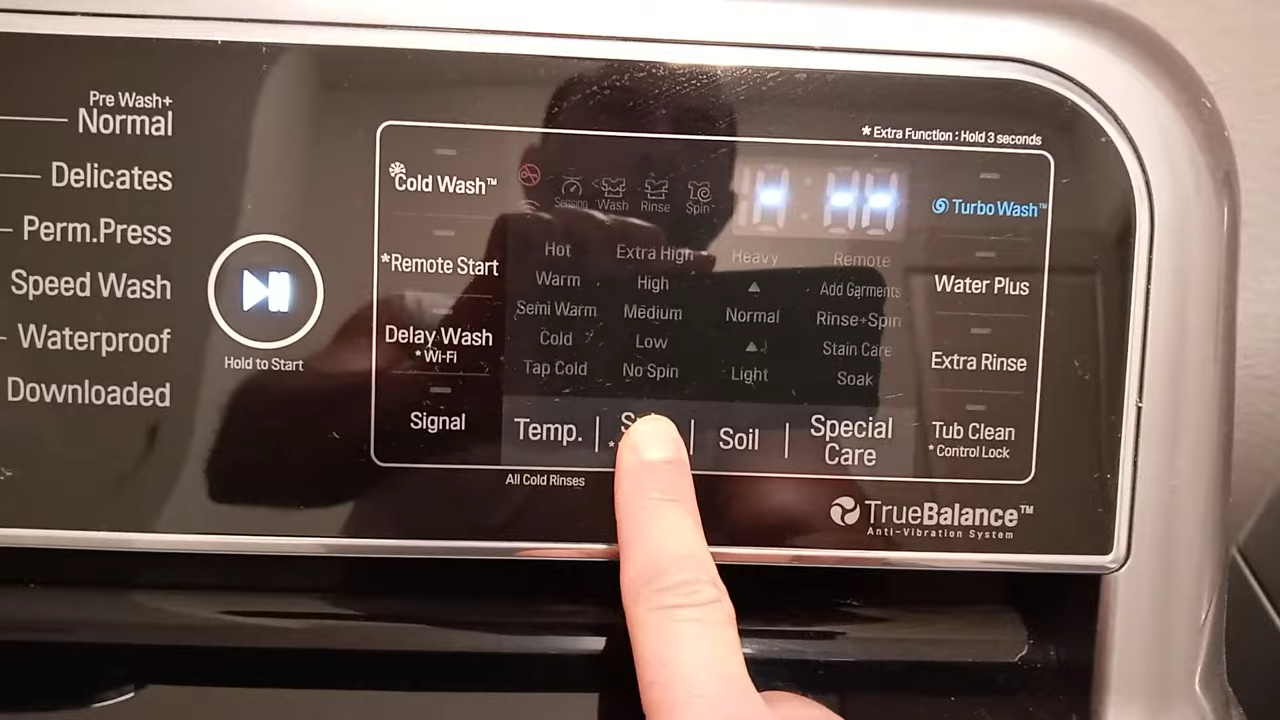 Pre Wash+
Normal
Delicates
Perm.Press
Speed Wash
Waterproof
Downloaded
Hold to Start
* Extra Function : Hold 3 seconds
Cold Wash™
*Remote Start
Delay Wash
* Wi-Fi
Signal
Sensing Wash Rinse Spin
Hot
Warm
Semi Warm
Cold
Tap Cold
Extra High
High
Medium
Low
No Spin
Heavy
Normal
Light
Remote
Add Garments
Rinse+Spin
Stain Care
Soak
Temp.
Soil
Special
Care
All Cold Rinses
Turbo Wash™
Water Plus
Extra Rinse
Tub Clean
* Control Lock
TrueBalance™
Anti-Vibration System